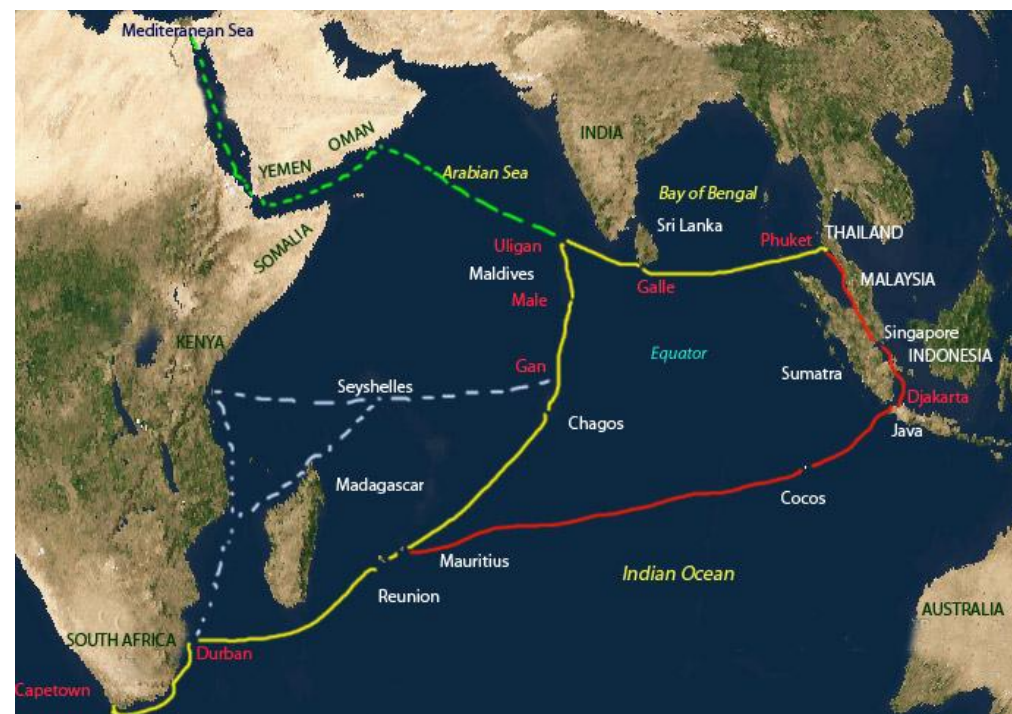 Mediteranean Sea
OMAN
YEMEN
INDIA
Arabian Sea
Bay of Bengal
Sri Lanka
SOMALIA
Phuket
THAILAND
Uligan
Maldives
MALAYSIA
Galle
Male
Singapore
KENYA
Equator
INDONESIA
Gan
Sumatra
Seyshelles
Djakarta
Chagos
Java
Madagascar
Cocos
Mauritius
Indian Ocean
Reunion
AUSTRALIA
SOUTH AFRICA
Durban
Capetown